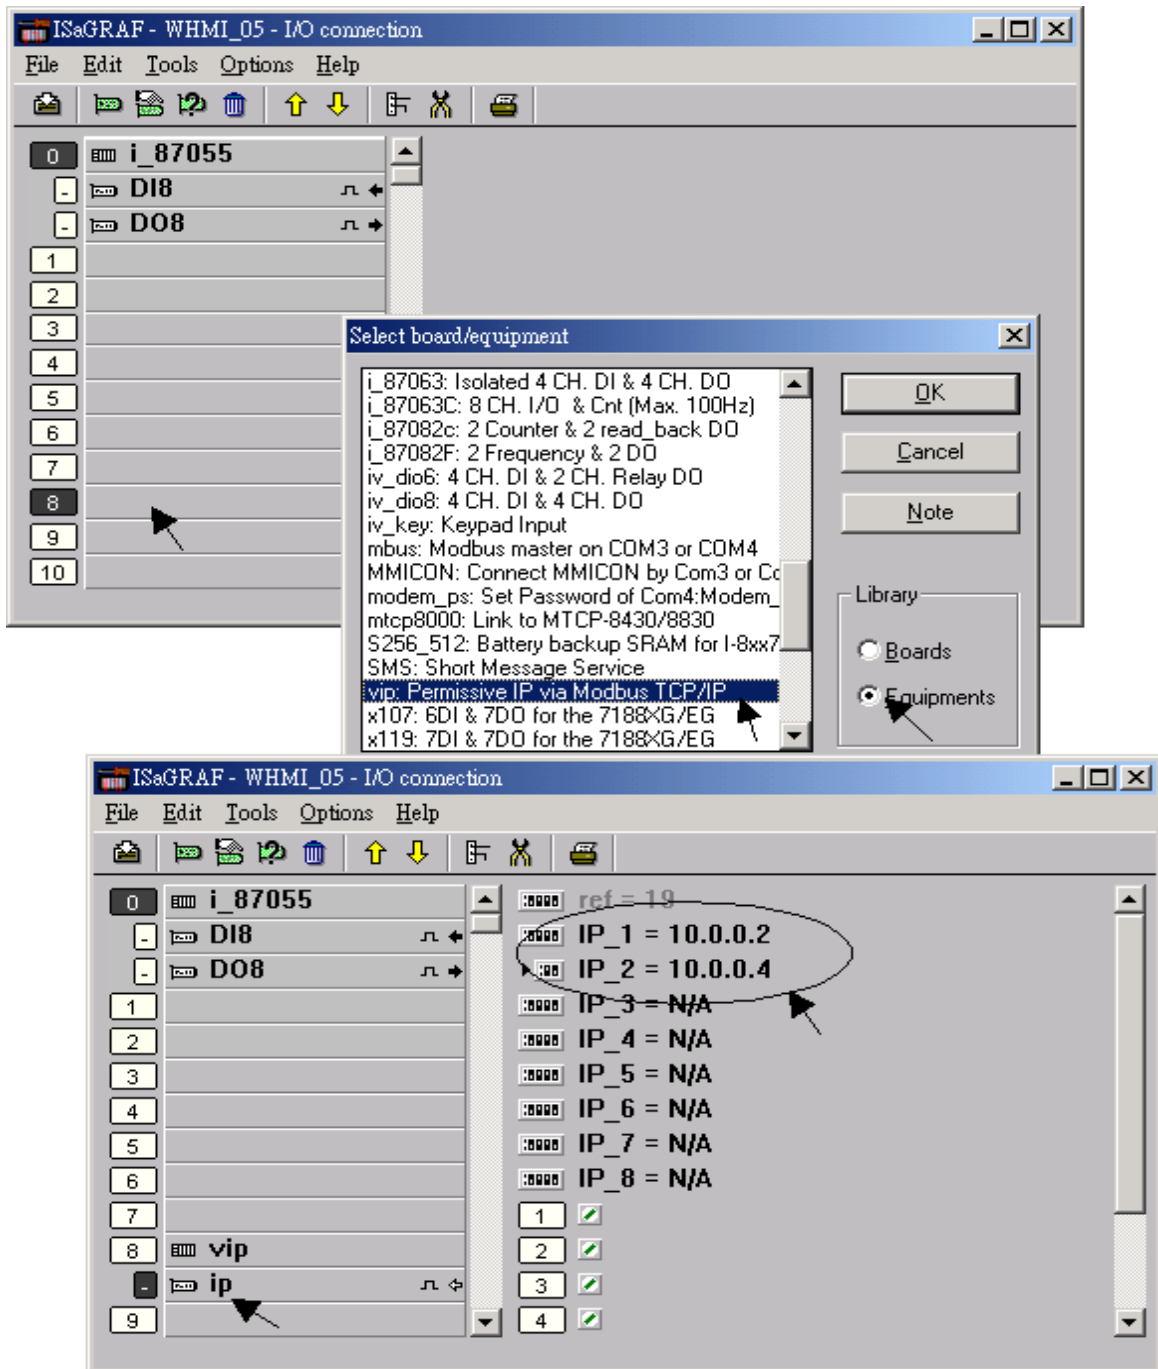 ISaGRAF - WHMI_05 - I/O connection
File Edit Tools Options Help
0 i_87055
- DI8
- DO8
1
2
3
4
5
6
7
8
9
10
Select board/equipment
i_87063: Isolated 4 CH. DI & 4 CH. DO
i_87063C: 8 CH. I/O & Cnt (Max. 100Hz)
i_87082c: 2 Counter & 2 read_back DO
i_87082F: 2 Frequency & 2 DO
iv_dio6: 4 CH. DI & 2 CH. Relay DO
iv_dio8: 4 CH. DI & 4 CH. DO
iv_key: Keypad Input
mbus: Modbus master on COM3 or COM4
MMICON: Connect MMICON by Com3 or Co
modem_ps: Set Password of Com4:Modem_
mtcp8000: Link to MTCP-8430/8830
S256_512: Battery backup SRAM for I-8xx7
SMS: Short Message Service
vip: Permissive IP via Modbus TCP/IP
x107: 6DI & 7DO for the 7188XG/EG
x119: 7DI & 7DO for the 7188XG/EG
OK
Cancel
Note
Library
Boards
Equipments
ISaGRAF - WHMI_05 - I/O connection
File Edit Tools Options Help
0 i_87055
- DI8
- DO8
1
2
3
4
5
6
7
8 vip
- ip
9
ref = 19
IP_1 = 10.0.0.2
IP_2 = 10.0.0.4
IP_3 = N/A
IP_4 = N/A
IP_5 = N/A
IP_6 = N/A
IP_7 = N/A
IP_8 = N/A
1
2
3
4